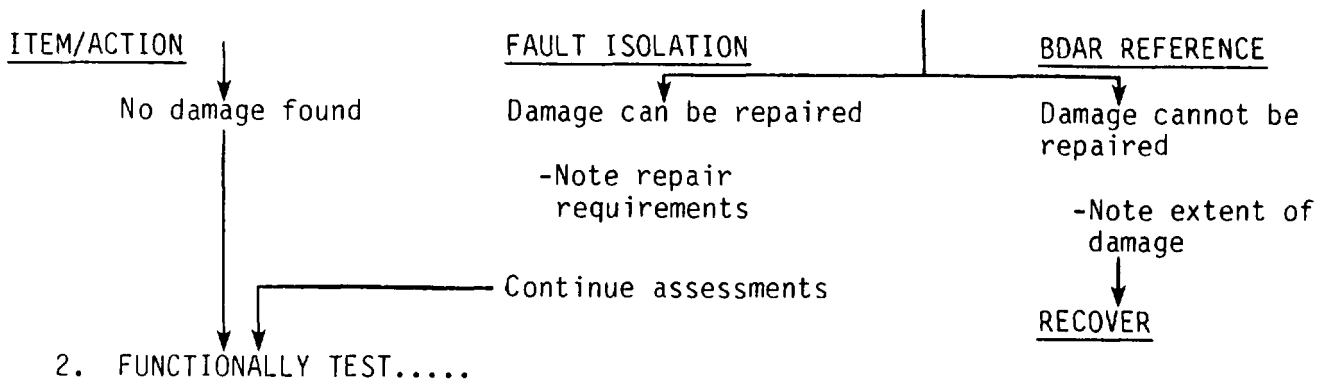 ITEM/ACTION
FAULT ISOLATION
BDAR REFERENCE
No damage found
Damage can be repaired
Damage cannot be
repaired
-Note repair
requirements
-Note extent of
damage
Continue assessments
RECOVER
2. FUNCTIONALLY TEST.....